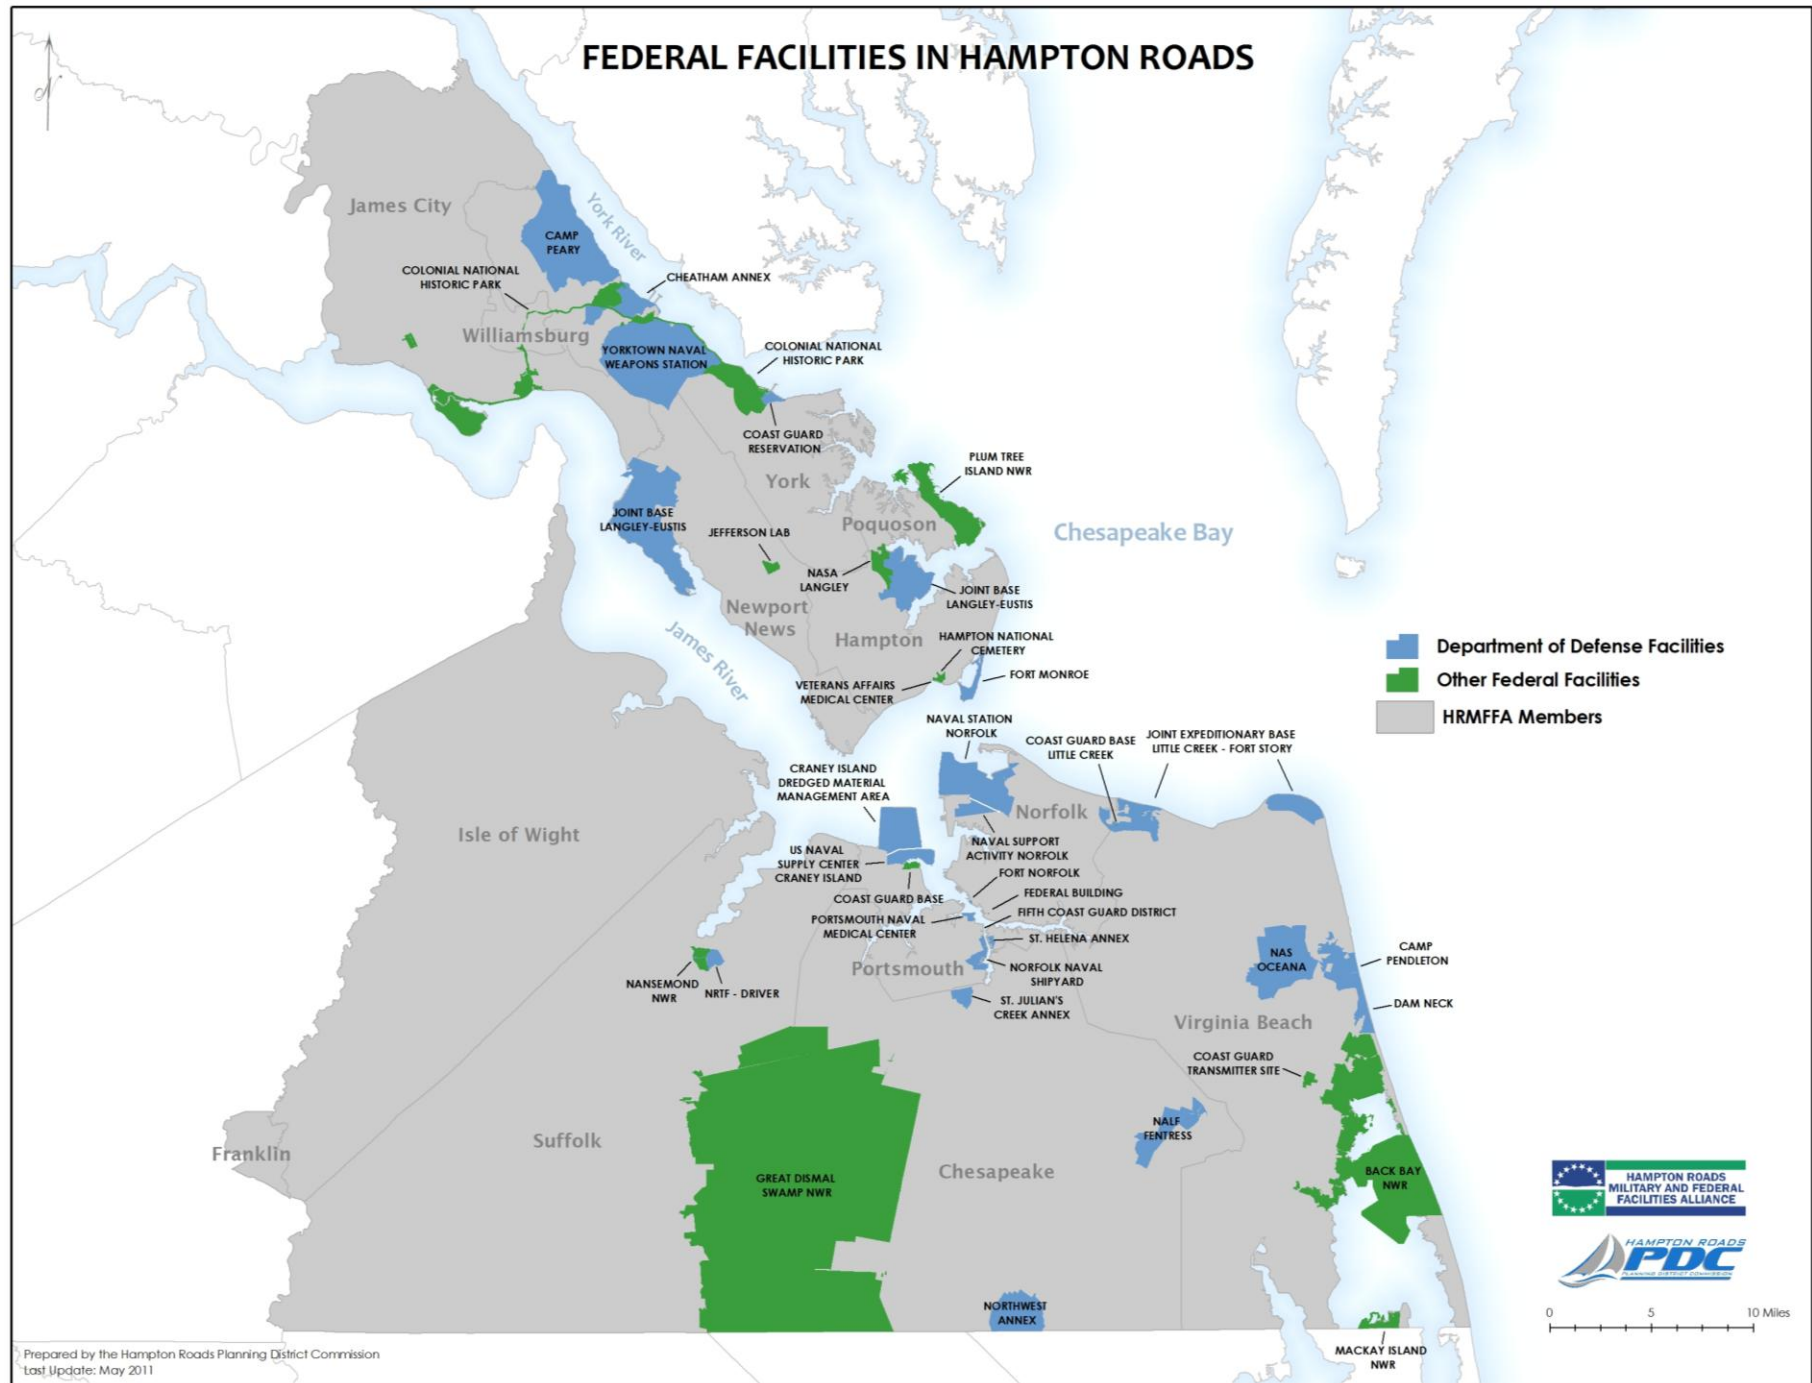 FEDERAL FACILITIES IN HAMPTON ROADS
N
James City
York River
CAMP
PEARY
COLONIAL NATIONAL
HISTORIC PARK
CHEATHAM ANNEX
Williamsburg
YORKTOWN NAVAL
WEAPONS STATION
COLONIAL NATIONAL
HISTORIC PARK
COAST GUARD
RESERVATION
York
PLUM TREE
ISLAND NWR
JOINT BASE
LANGLEY-EUSTIS
Poquoson
Chesapeake Bay
JEFFERSON LAB
NASA
LANGLEY
JOINT BASE
LANGLEY-EUSTIS
Newport
News
James River
Hampton
HAMPTON NATIONAL
CEMETERY
FORT MONROE
VETERANS AFFAIRS
MEDICAL CENTER
Department of Defense Facilities
Other Federal Facilities
HRMFFA Members
NAVAL STATION
NORFOLK
COAST GUARD BASE
LITTLE CREEK
JOINT EXPEDITIONARY BASE
LITTLE CREEK - FORT STORY
CRANEY ISLAND
DREDGED MATERIAL
MANAGEMENT AREA
Norfolk
Isle of Wight
US NAVAL
SUPPLY CENTER
CRANEY ISLAND
NAVAL SUPPORT
ACTIVITY NORFOLK
FORT NORFOLK
COAST GUARD BASE
FEDERAL BUILDING
PORTSMOUTH NAVAL
MEDICAL CENTER
FIFTH COAST GUARD DISTRICT
ST. HELENA ANNEX
Portsmouth
NORFOLK NAVAL
SHIPYARD
NAS
OCEANA
CAMP
PENDLETON
NANSEMOND
NWR
NRTF - DRIVER
ST. JULIAN'S
CREEK ANNEX
DAM NECK
Virginia Beach
COAST GUARD
TRANSMITTER SITE
NALF
FENTRESS
Suffolk
Franklin
GREAT DISMAL
SWAMP NWR
Chesapeake
BACK BAY
NWR
HAMPTON ROADS
MILITARY AND FEDERAL
FACILITIES ALLIANCE
HAMPTON ROADS
PDC
PLANNING DISTRICT COMMISSION
NORTHWEST
ANNEX
0 5 10 Miles
MACKAY ISLAND
NWR
Prepared by the Hampton Roads Planning District Commission
Last Update: May 2011